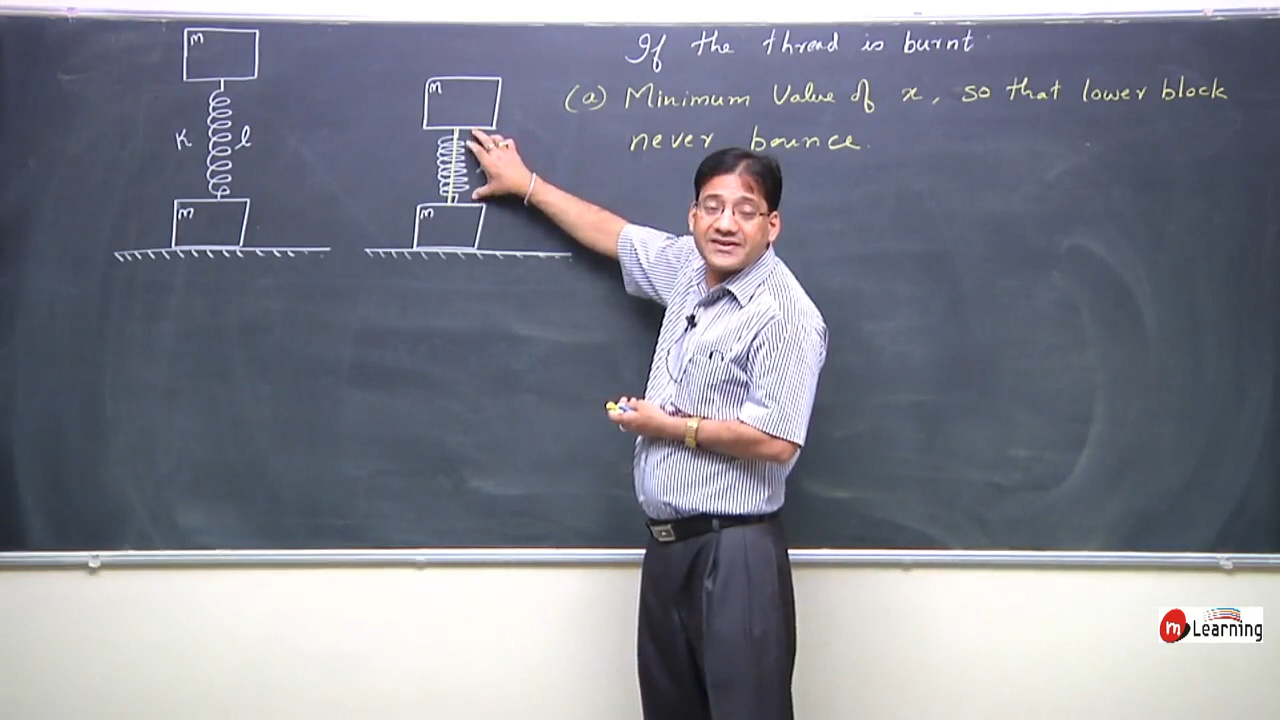 If the thread is burnt
(a) Minimum Value of x, so that lower block
never bounce.
m
K
l
m
m
m
m Learning